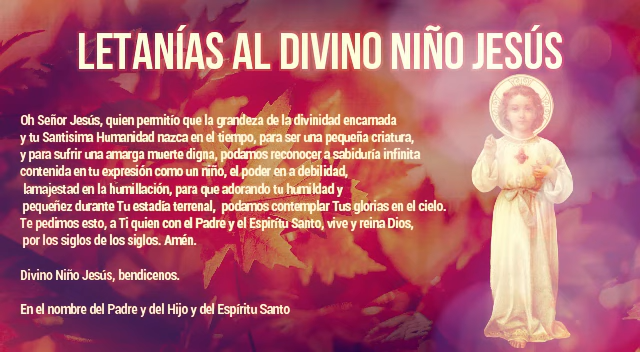 LETANÍAS AL DIVINO NIÑO JESÚS
Oh Señor Jesús, quien permitío que la grandeza de la divinidad encarnada
y tu Santisima Humanidad nazca en el tiempo, para ser una pequeña criatura,
y para sufrir una amarga muerte digna, podamos reconocer a sabiduría infinita
contenida en tu expresión como un niño, el poder en a debilidad,
lamajestad en la humillación, para que adorando tu humildad y
pequeñez durante Tu estadía terrenal, podamos contemplar Tus glorias en el cielo.
Te pedimos esto, a Ti quien con el Padre y el Espíritu Santo, vive y reina Dios,
por los siglos de los siglos. Amén.
Divino Niño Jesús, bendicenos.
En el nombre del Padre y del Hijo y del Espíritu Santo